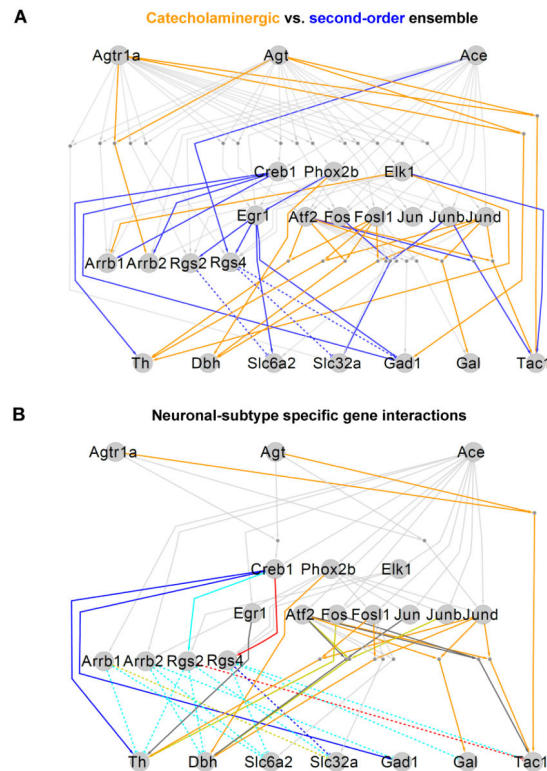 A
Catecholaminergic vs. second-order ensemble
Agtr1a Agt Ace
Creb1 Phox2b Elk1
Egr1 Atf2 Fos Fosl1 Jun Junb Jund
Arrb1 Arrb2 Rgs2 Rgs4
Th Dbh Slc6a2 Slc32a Gad1 Gal Tac1
B
Neuronal-subtype specific gene interactions
Agtr1a Agt Ace
Creb1 Phox2b Elk1
Egr1 Atf2 Fos Fosl1 Jun Junb Jund
Arrb1 Arrb2 Rgs2 Rgs4
Th Dbh Slc6a2 Slc32a Gad1 Gal Tac1